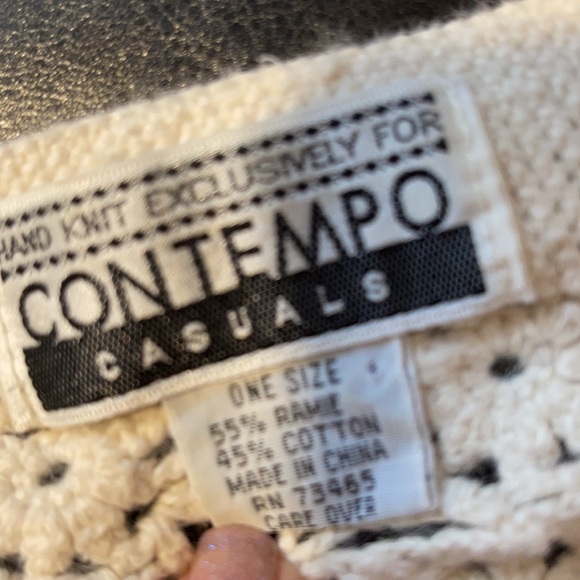 HAND KNIT EXCLUSIVELY FOR
CONTEMPO
CASUALS
ONE SIZE
55% RAMIE
45% COTTON
MADE IN CHINA
RN 73465
CARE OVER